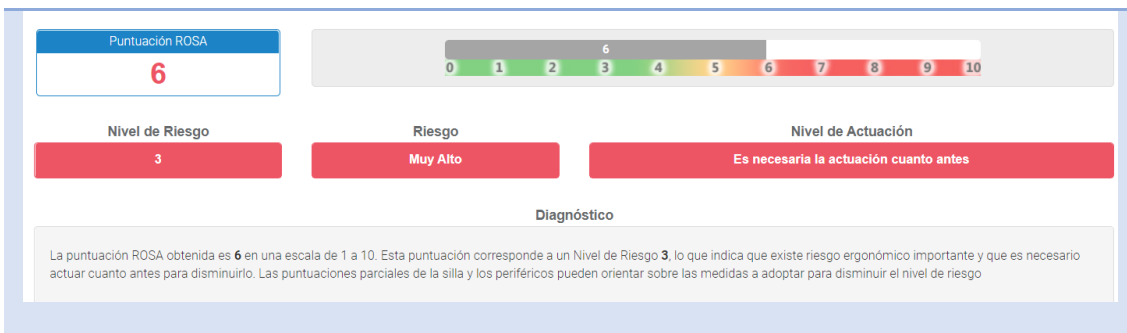 Puntuación ROSA
6
6
0 1 2 3 4 5 6 7 8 9 10
Nivel de Riesgo
Riesgo
Nivel de Actuación
3
Muy Alto
Es necesaria la actuación cuanto antes
Diagnóstico
La puntuación ROSA obtenida es 6 en una escala de 1 a 10. Esta puntuación corresponde a un Nivel de Riesgo 3, lo que indica que existe riesgo ergonómico importante y que es necesario
actuar cuanto antes para disminuirlo. Las puntuaciones parciales de la silla y los periféricos pueden orientar sobre las medidas a adoptar para disminuir el nivel de riesgo